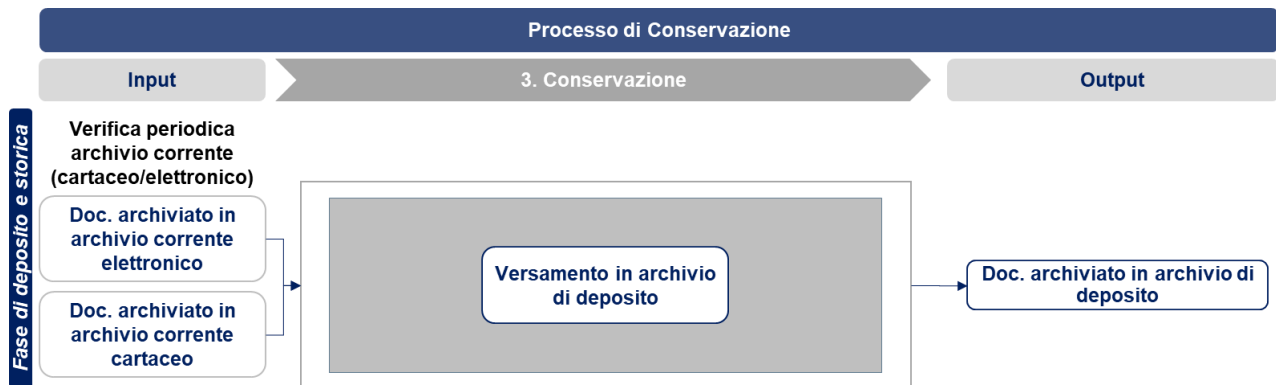 Processo di Conservazione
Input
3. Conservazione
Output
Fase di deposito e storica
Verifica periodica
archivio corrente
(cartaceo/elettronico)
Doc. archiviato in
archivio corrente
elettronico
Doc. archiviato in
archivio corrente
cartaceo
Versamento in archivio
di deposito
Doc. archiviato in archivio di
deposito